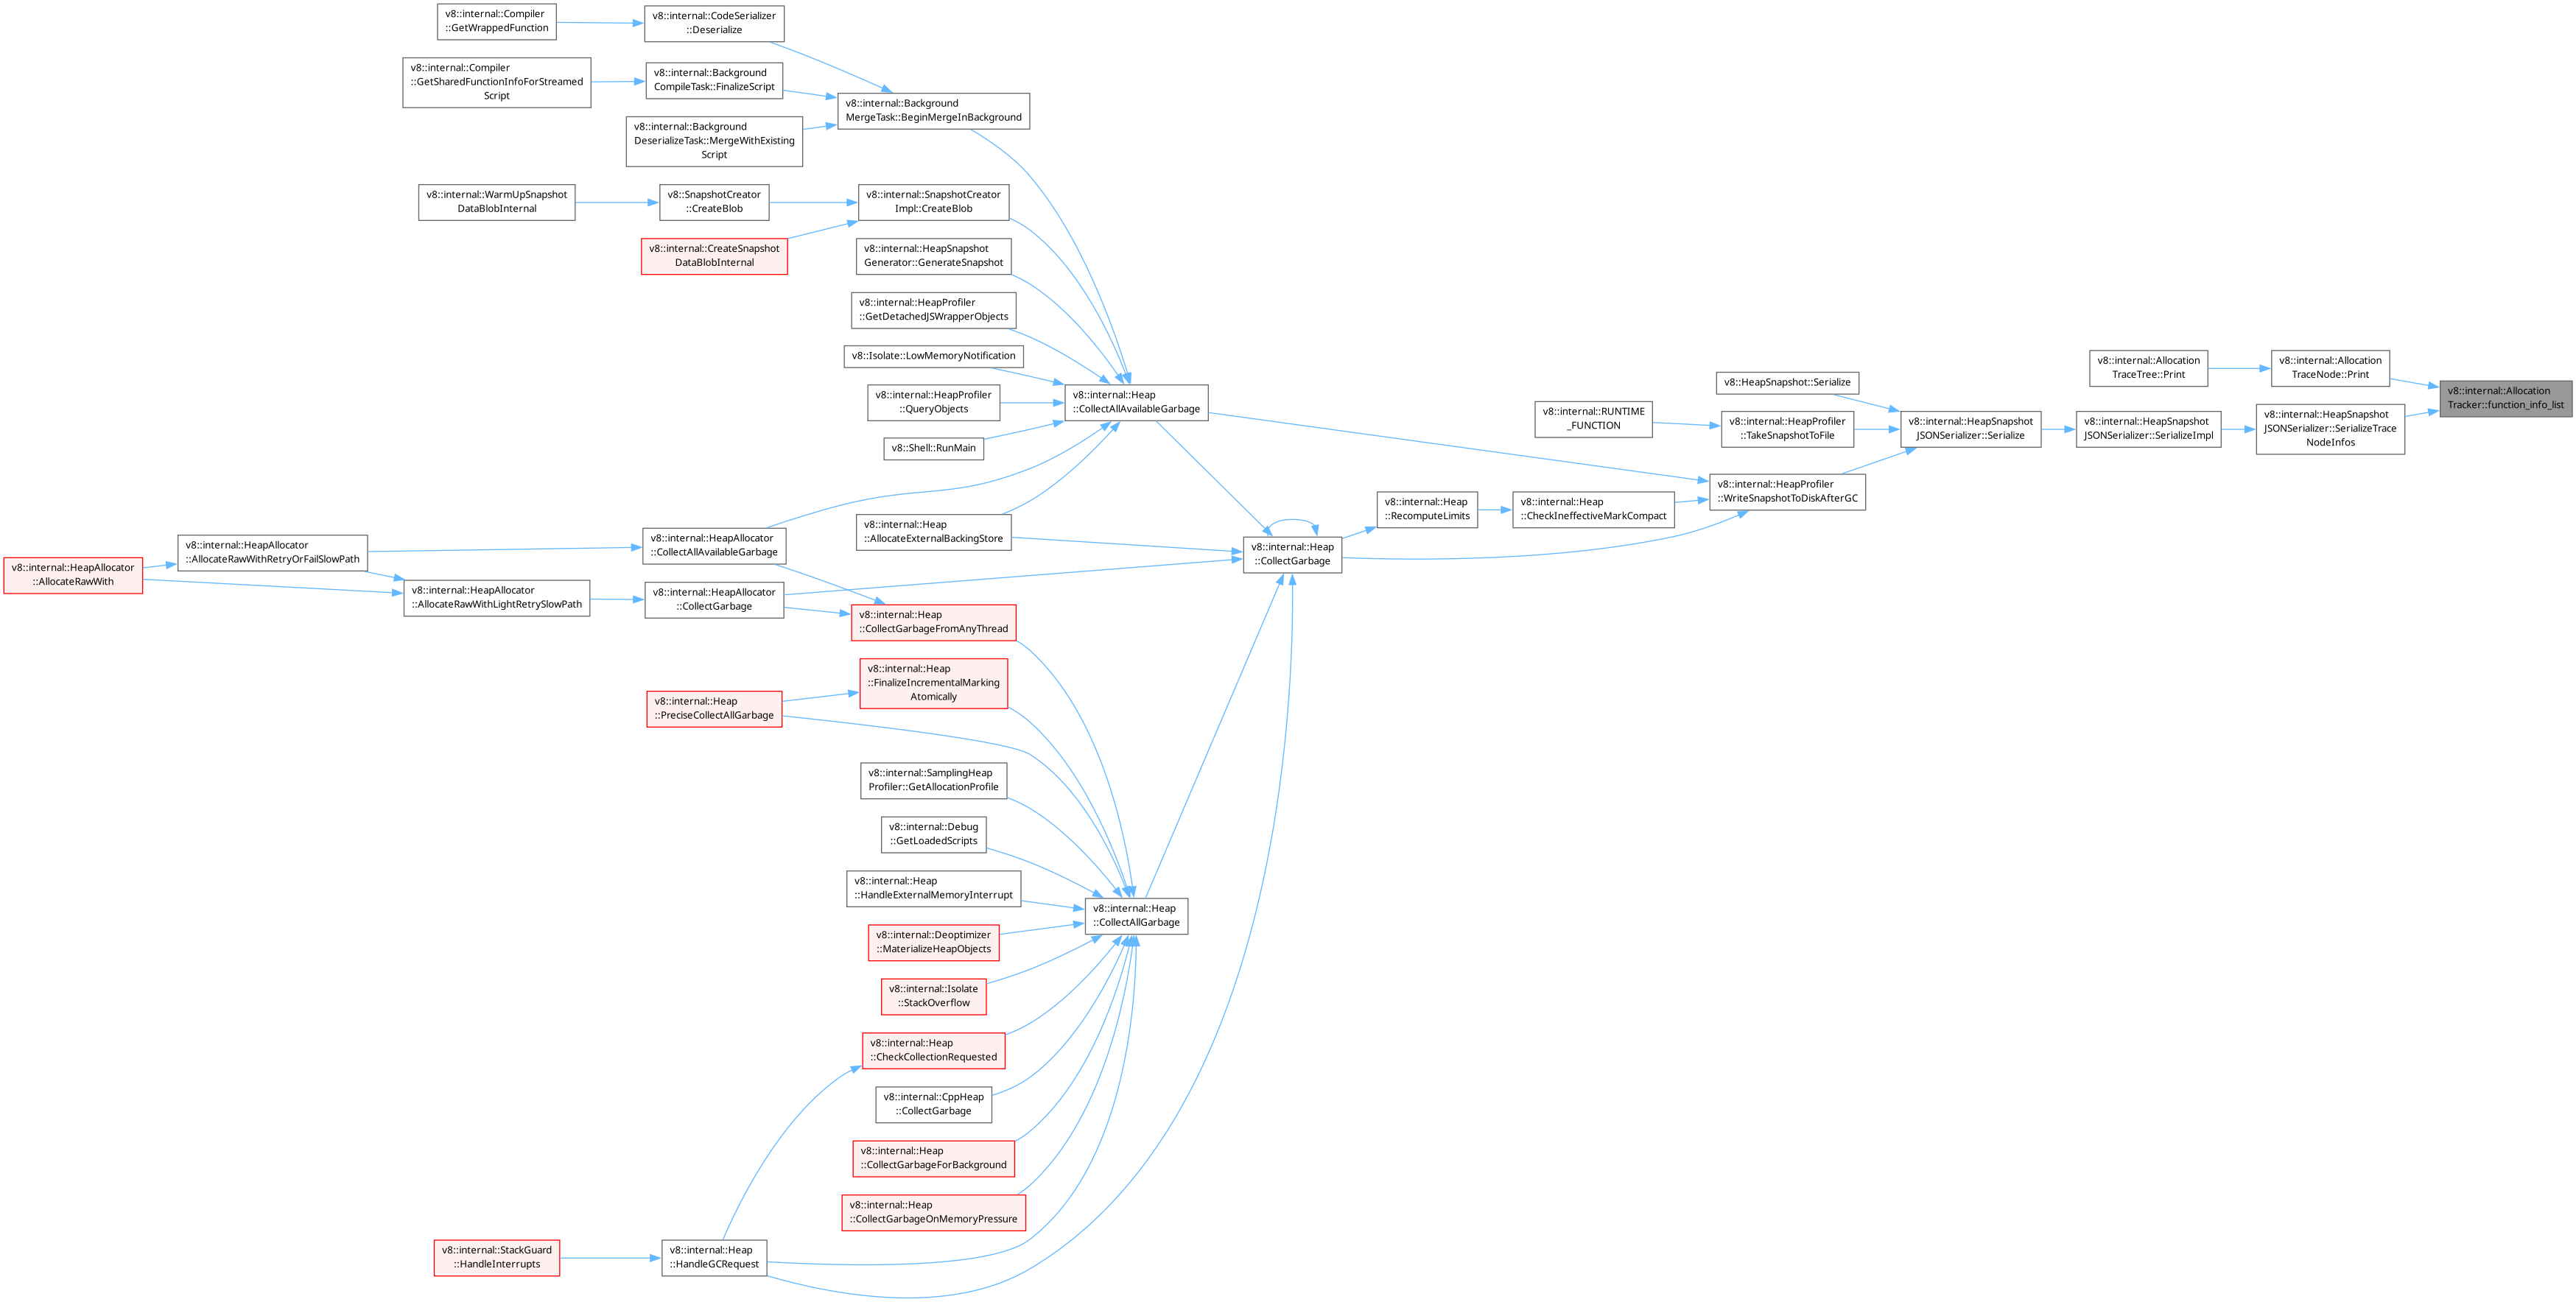 v8::internal::Compiler
::GetWrappedFunction
v8::internal::CodeSerializer
::Deserialize
v8::internal::Compiler
::GetSharedFunctionInfoForStreamed
Script
v8::internal::Background
CompileTask::FinalizeScript
v8::internal::Background
MergeTask::BeginMergeInBackground
v8::internal::Background
DeserializeTask::MergeWithExisting
Script
v8::internal::WarmUpSnapshot
DataBlobInternal
v8::SnapshotCreator
::CreateBlob
v8::internal::SnapshotCreator
Impl::CreateBlob
v8::internal::CreateSnapshot
DataBlobInternal
v8::internal::HeapSnapshot
Generator::GenerateSnapshot
v8::internal::HeapProfiler
::GetDetachedJSWrapperObjects
v8::Isolate::LowMemoryNotification
v8::internal::HeapProfiler
::QueryObjects
v8::Shell::RunMain
v8::internal::Heap
::CollectAllAvailableGarbage
v8::internal::Heap
::AllocateExternalBackingStore
v8::internal::HeapAllocator
::CollectAllAvailableGarbage
v8::internal::HeapAllocator
::AllocateRawWithRetryOrFailSlowPath
v8::internal::HeapAllocator
::AllocateRawWith
v8::internal::HeapAllocator
::AllocateRawWithLightRetrySlowPath
v8::internal::HeapAllocator
::CollectGarbage
v8::internal::Heap
::CollectGarbageFromAnyThread
v8::internal::Heap
::FinalizeIncrementalMarking
Atomically
v8::internal::Heap
::PreciseCollectAllGarbage
v8::internal::SamplingHeap
Profiler::GetAllocationProfile
v8::internal::Debug
::GetLoadedScripts
v8::internal::Heap
::HandleExternalMemoryInterrupt
v8::internal::Heap
::CollectAllGarbage
v8::internal::Deoptimizer
::MaterializeHeapObjects
v8::internal::Isolate
::StackOverflow
v8::internal::Heap
::CheckCollectionRequested
v8::internal::CppHeap
::CollectGarbage
v8::internal::Heap
::CollectGarbageForBackground
v8::internal::Heap
::CollectGarbageOnMemoryPressure
v8::internal::StackGuard
::HandleInterrupts
v8::internal::Heap
::HandleGCRequest
v8::internal::Heap
::CollectGarbage
v8::internal::Heap
::RecomputeLimits
v8::internal::Heap
::CheckIneffectiveMarkCompact
v8::internal::RUNTIME
_FUNCTION
v8::HeapSnapshot::Serialize
v8::internal::HeapProfiler
::TakeSnapshotToFile
v8::internal::HeapProfiler
::WriteSnapshotToDiskAfterGC
v8::internal::HeapSnapshot
JSONSerializer::Serialize
v8::internal::HeapSnapshot
JSONSerializer::SerializeImpl
v8::internal::HeapSnapshot
JSONSerializer::SerializeTrace
NodeInfos
v8::internal::Allocation
TraceTree::Print
v8::internal::Allocation
TraceNode::Print
v8::internal::Allocation
Tracker::function_info_list